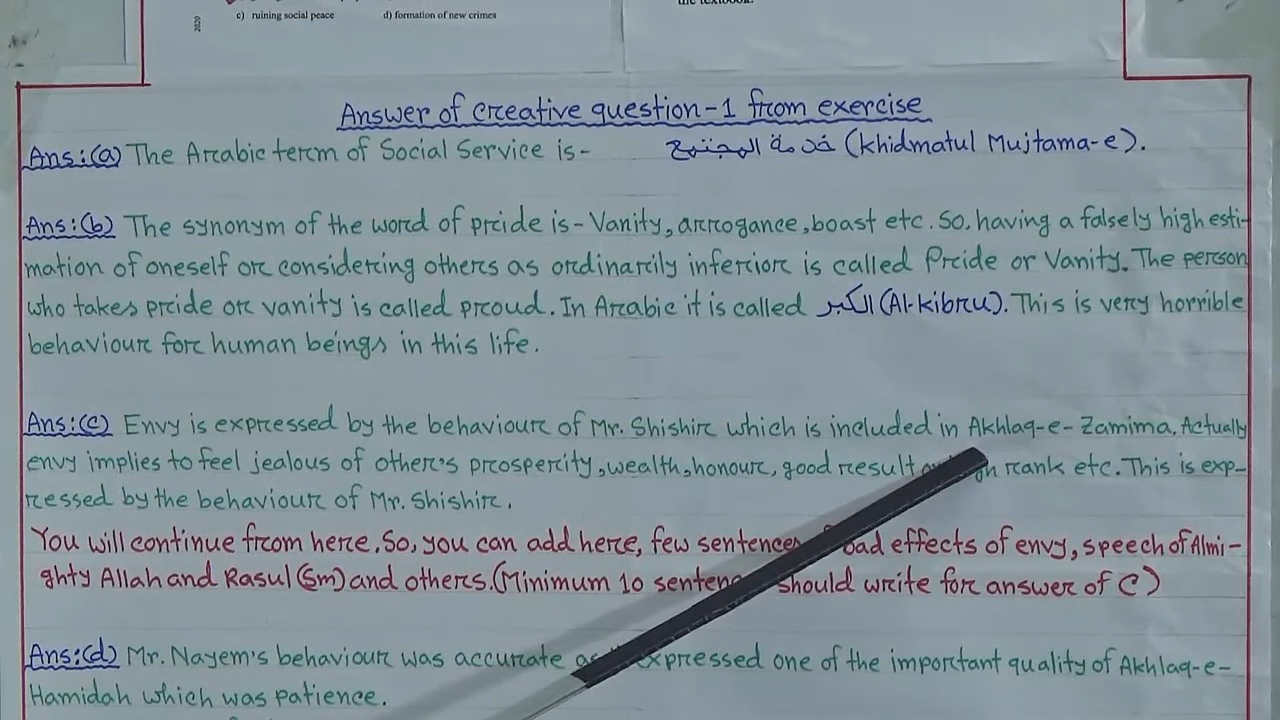 the textbook.
c) ruining social peace d) formation of new crimes
2020
Answer of creative question-1 from exercise
Ans:(a) The Arabic term of Social Service is- خدمة المجتمع (Khidmatul Mujtama-e).
Ans:(b) The synonym of the word of pride is- Vanity, arrogance, boast etc. So, having a falsely high esti-
mation of oneself or considering others as ordinarily inferior is called Pride or Vanity. The person
who takes pride or vanity is called proud. In Arabic it is called الكبر (Al-kibru). This is very horrible
behaviour for human beings in this life.
Ans:(c) Envy is expressed by the behaviour of Mr. Shishir which is included in Akhlaq-e-Zamima. Actually
envy implies to feel jealous of other's prosperity, wealth, honour, good result rank etc. This is exp-
ressed by the behaviour of Mr. Shishir.
You will continue from here. So, you can add here, few sentences bad effects of envy, speech of Almi-
ghty Allah and Rasul (Sm) and others. (Minimum 10 should write for answer of C)
Ans:(d) Mr. Nayem's behaviour was accurate expressed one of the important quality of Akhlaq-e-
Hamidah which was patience.